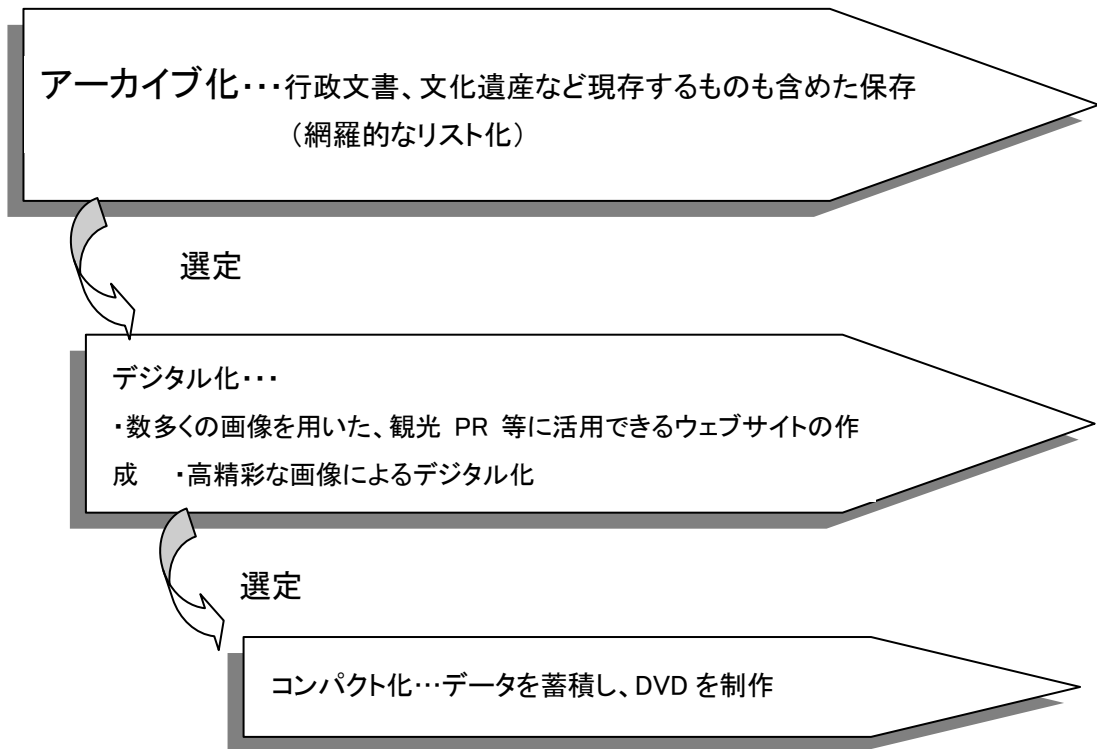 アーカイブ化・・・行政文書、文化遺産など現存するものも含めた保存
（網羅的なリスト化）
選定
デジタル化・・・
・数多くの画像を用いた、観光 PR 等に活用できるウェブサイトの作
成　・高精彩な画像によるデジタル化
選定
コンパクト化…データを蓄積し、DVD を制作